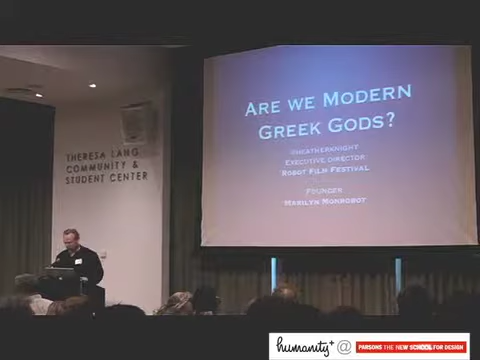 ARE WE MODERN
GREEK GODS?
@HEATHERKNIGHT
EXECUTIVE DIRECTOR
ROBOT FILM FESTIVAL
FOUNDER
MARILYN MONROBOT
THERESA LANG
COMMUNITY &
STUDENT CENTER
humanity+ @ PARSONS THE NEW SCHOOL FOR DESIGN